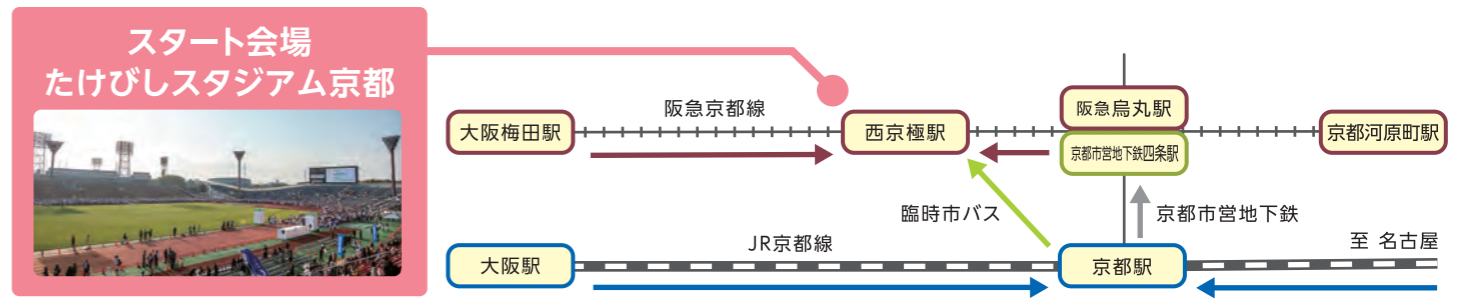 スタート会場
たけびしスタジアム京都
阪急京都線
大阪梅田駅
西京極駅
阪急烏丸駅
京都市営地下鉄四条駅
京都河原町駅
臨時市バス
京都市営地下鉄
JR京都線
至 名古屋
大阪駅
京都駅